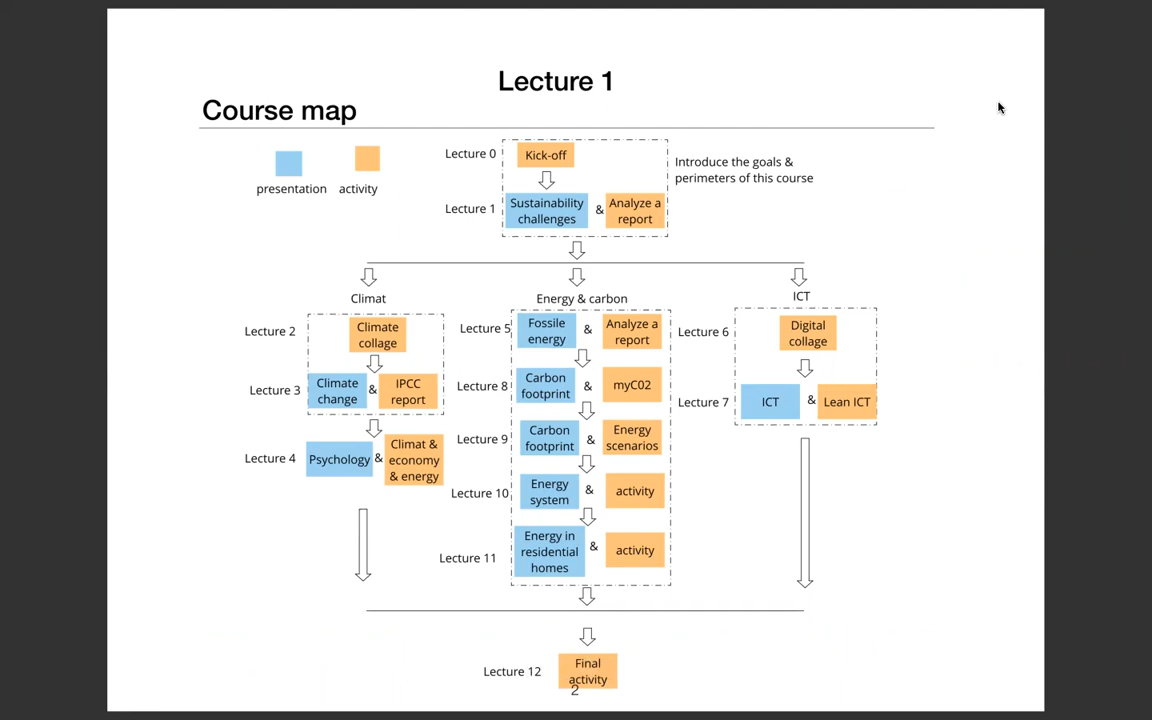 Lecture 1
Course map
presentation
activity
Lecture 0
Kick-off
Introduce the goals &
perimeters of this course
Lecture 1
Sustainability
challenges
&
Analyze a
report
Climat
Lecture 2
Climate
collage
Lecture 3
Climate
change
&
IPCC
report
Lecture 4
Psychology
&
Climat &
economy
& energy
Energy & carbon
Lecture 5
Fossile
energy
&
Analyze a
report
Lecture 8
Carbon
footprint
&
myC02
Lecture 9
Carbon
footprint
&
Energy
scenarios
Lecture 10
Energy
system
&
activity
Lecture 11
Energy in
residential
homes
&
activity
ICT
Lecture 6
Digital
collage
Lecture 7
ICT
&
Lean ICT
Lecture 12
Final
activity
2